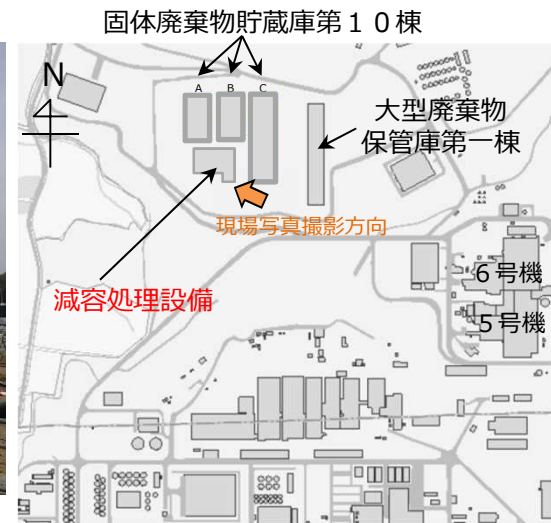 固体廃棄物貯蔵庫第１０棟
N
A B C
大型廃棄物
保管庫第一棟
現場写真撮影方向
減容処理設備
６号機
５号機